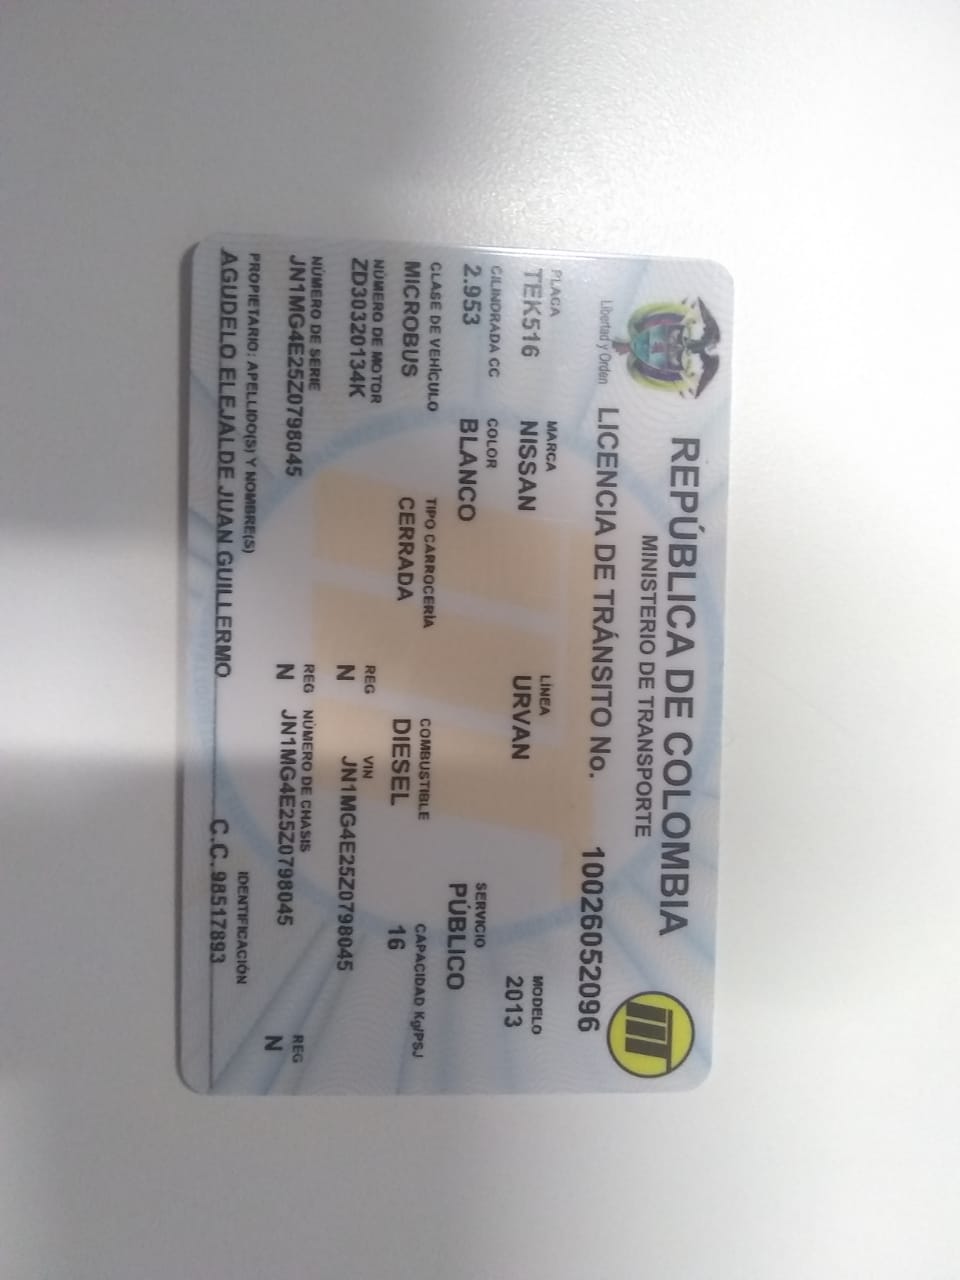 REPÚBLICA DE COLOMBIA
MINISTERIO DE TRANSPORTE
Libertad y Orden
LICENCIA DE TRÁNSITO No. 10026052096
PLACA MARCA LÍNEA MODELO
TEK516 NISSAN URVAN 2013
CILINDRADA CC COLOR SERVICIO
2.953 BLANCO PÚBLICO
CLASE DE VEHÍCULO TIPO CARROCERÍA COMBUSTIBLE CAPACIDAD Kg/PSJ
MICROBUS CERRADA DIESEL 16
NÚMERO DE MOTOR REG VIN
ZD30320134K N JN1MG4E25Z0798045
NÚMERO DE SERIE REG NÚMERO DE CHASIS REG
JN1MG4E25Z0798045 N JN1MG4E25Z0798045 N
PROPIETARIO: APELLIDO(S) Y NOMBRE(S) IDENTIFICACIÓN
AGUDELO ELEJALDE JUAN GUILLERMO C.C. 98517893